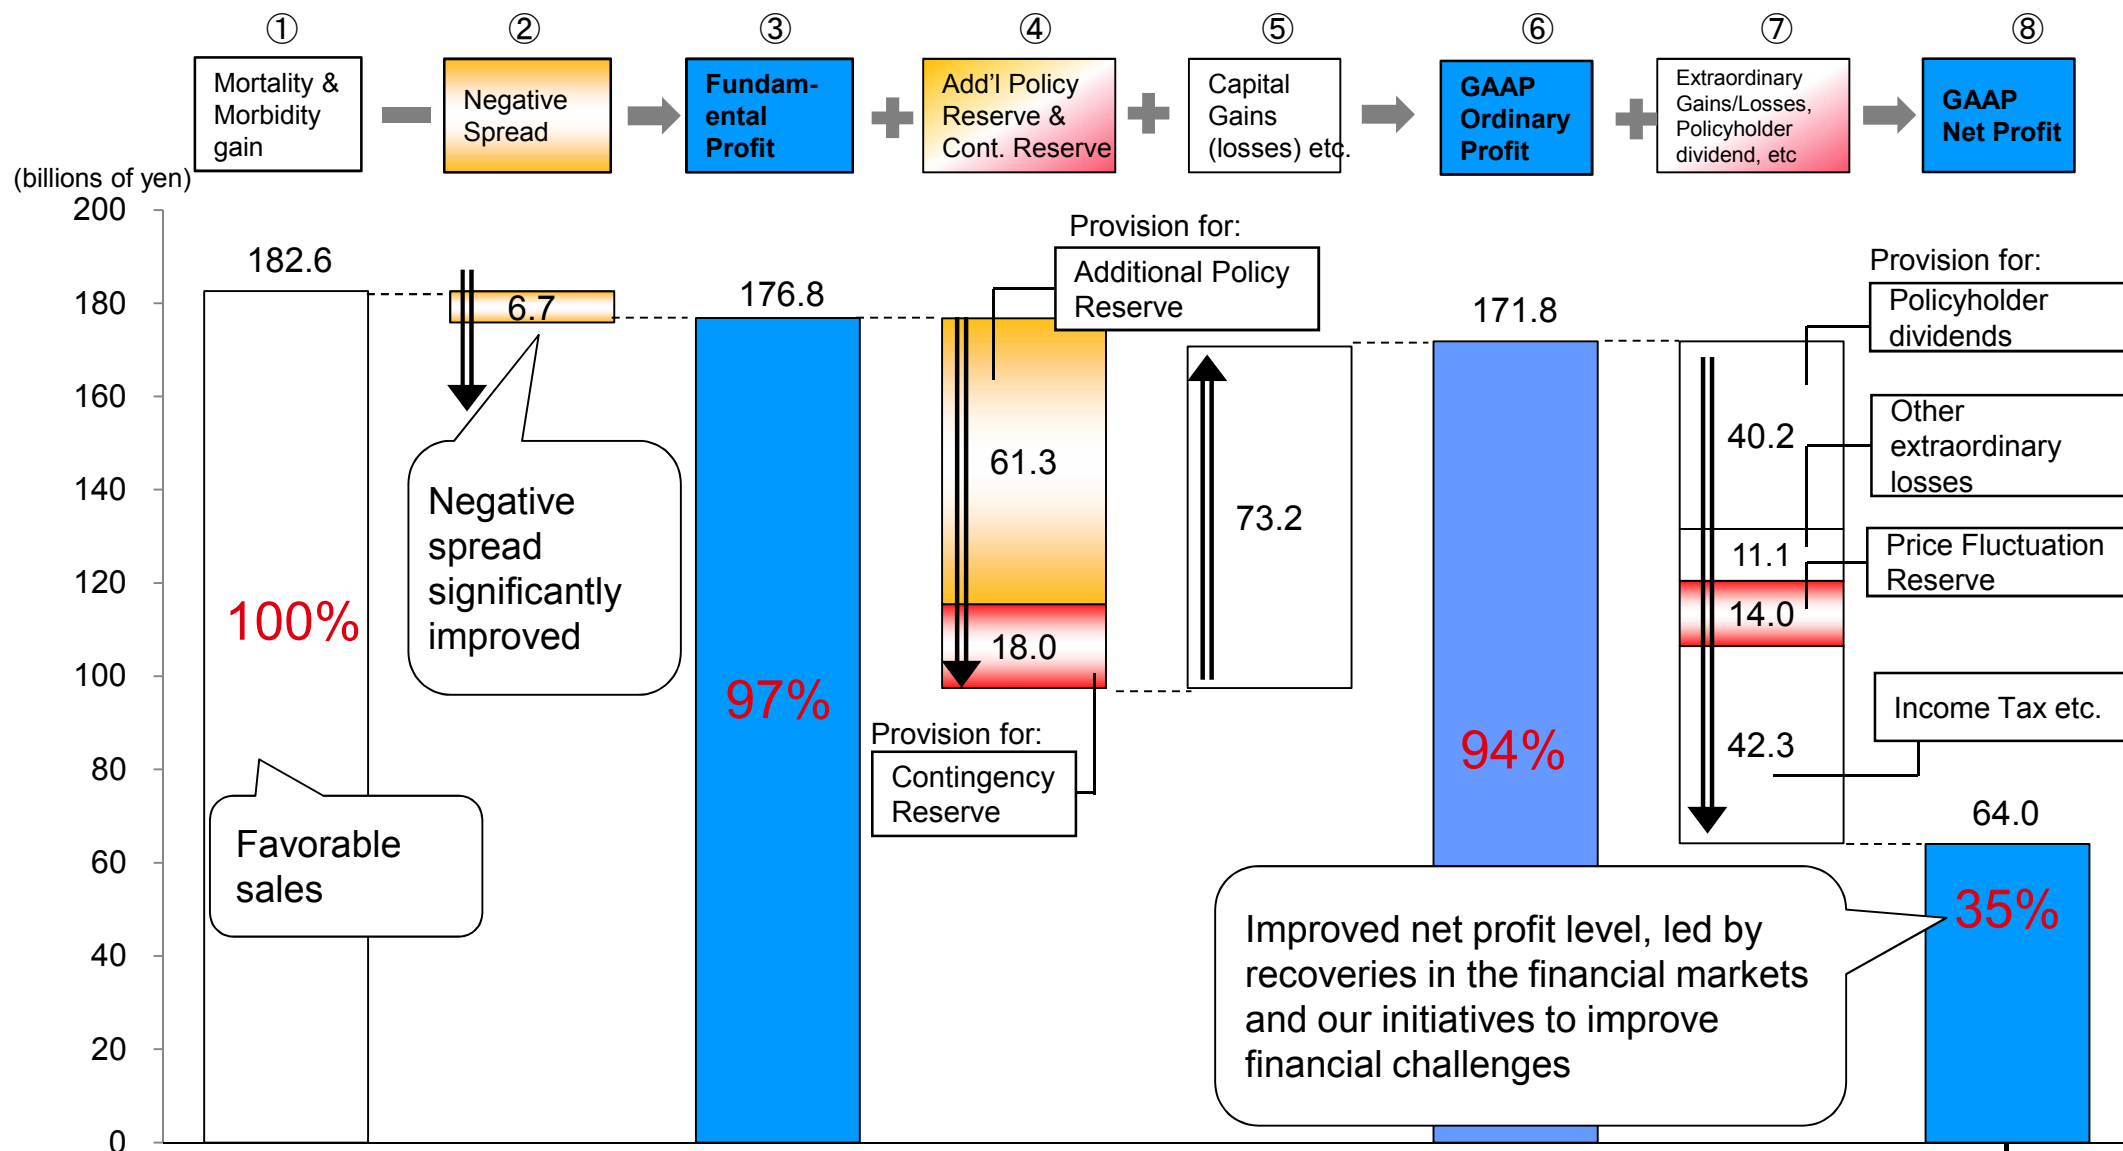 ①
②
③
④
⑤
⑥
⑦
⑧
Mortality &
Morbidity
gain
Negative
Spread
Fundam-
ental
Profit
Add'l Policy
Reserve &
Cont. Reserve
Capital
Gains
(losses) etc.
GAAP
Ordinary
Profit
Extraordinary
Gains/Losses,
Policyholder
dividend, etc
GAAP
Net Profit
(billions of yen)
200
180
160
140
120
100
80
60
40
20
0
182.6
100%
Favorable
sales
6.7
Negative
spread
significantly
improved
176.8
97%
Provision for:
Additional Policy
Reserve
61.3
18.0
Provision for:
Contingency
Reserve
73.2
171.8
94%
Provision for:
Policyholder
dividends
40.2
Other
extraordinary
losses
11.1
Price Fluctuation
Reserve
14.0
Income Tax etc.
42.3
64.0
35%
Improved net profit level, led by
recoveries in the financial markets
and our initiatives to improve
financial challenges